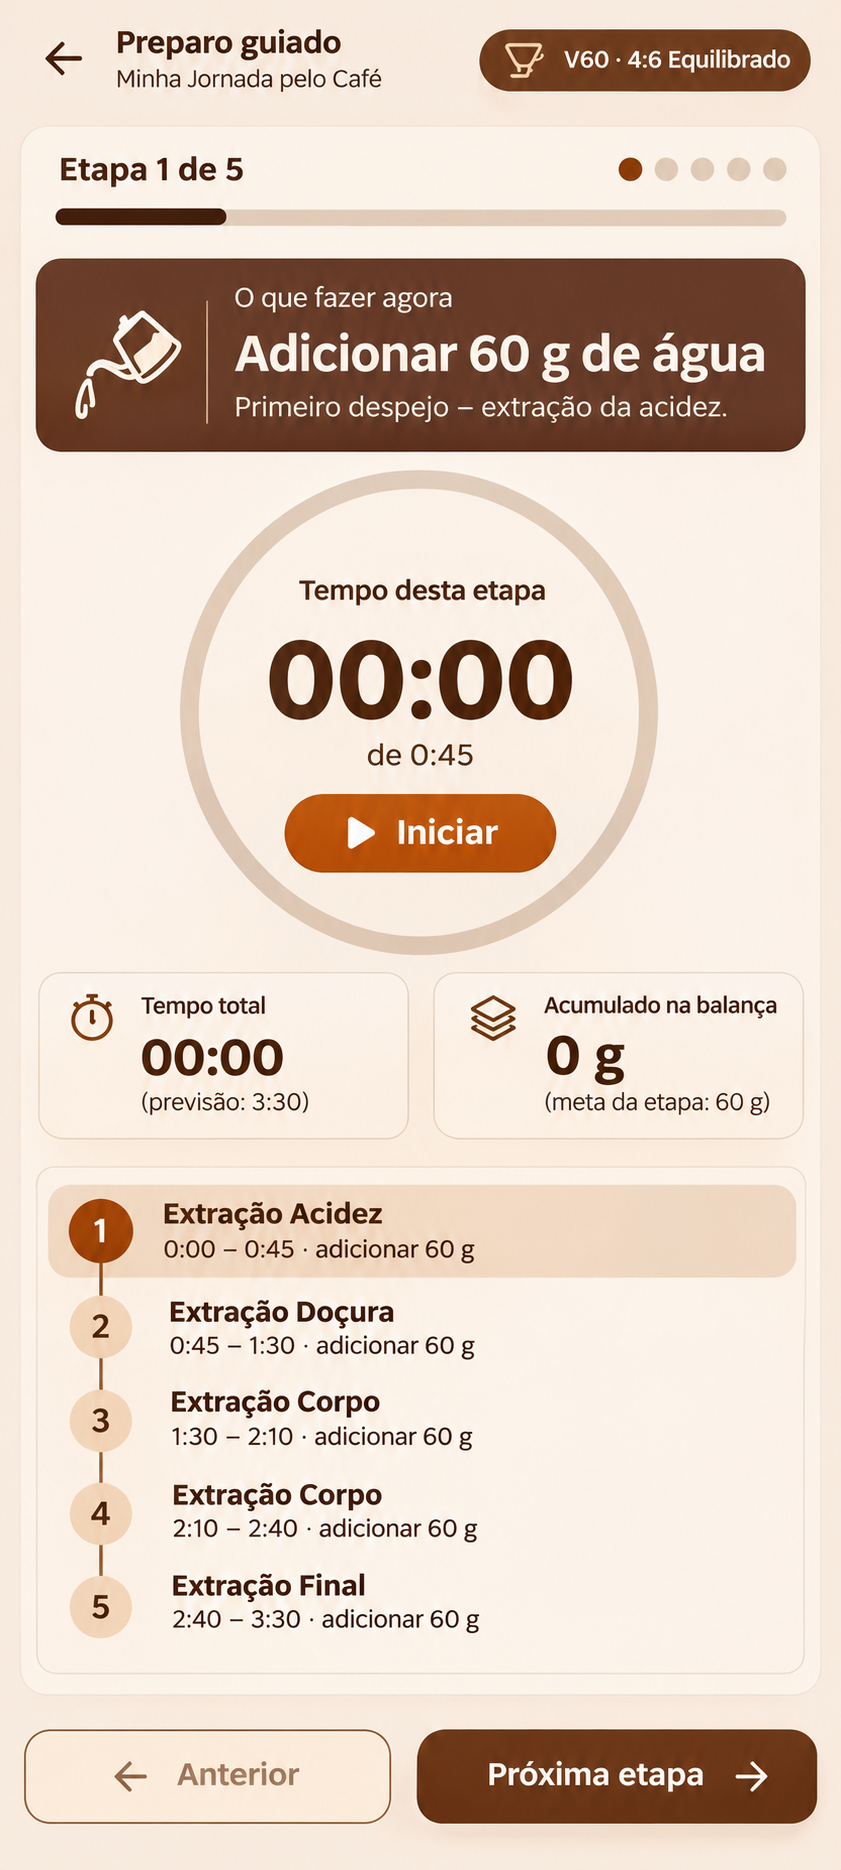 Preparo guiado
Minha Jornada pelo Café
V60 · 4:6 Equilibrado
Etapa 1 de 5
O que fazer agora
Adicionar 60 g de água
Primeiro despejo – extração da acidez.
Tempo desta etapa
00:00
de 0:45
Iniciar
Tempo total
00:00
(previsão: 3:30)
Acumulado na balança
0 g
(meta da etapa: 60 g)
1
Extração Acidez
0:00 – 0:45 · adicionar 60 g
2
Extração Doçura
0:45 – 1:30 · adicionar 60 g
3
Extração Corpo
1:30 – 2:10 · adicionar 60 g
4
Extração Corpo
2:10 – 2:40 · adicionar 60 g
5
Extração Final
2:40 – 3:30 · adicionar 60 g
Anterior
Próxima etapa